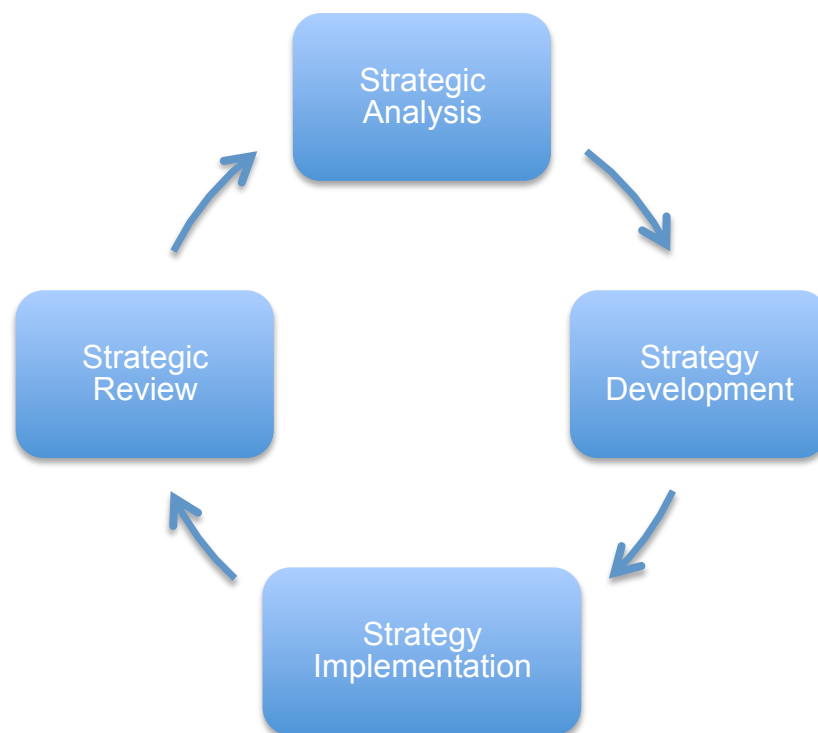 Strategic
Analysis
Strategic
Review
Strategy
Development
Strategy
Implementation